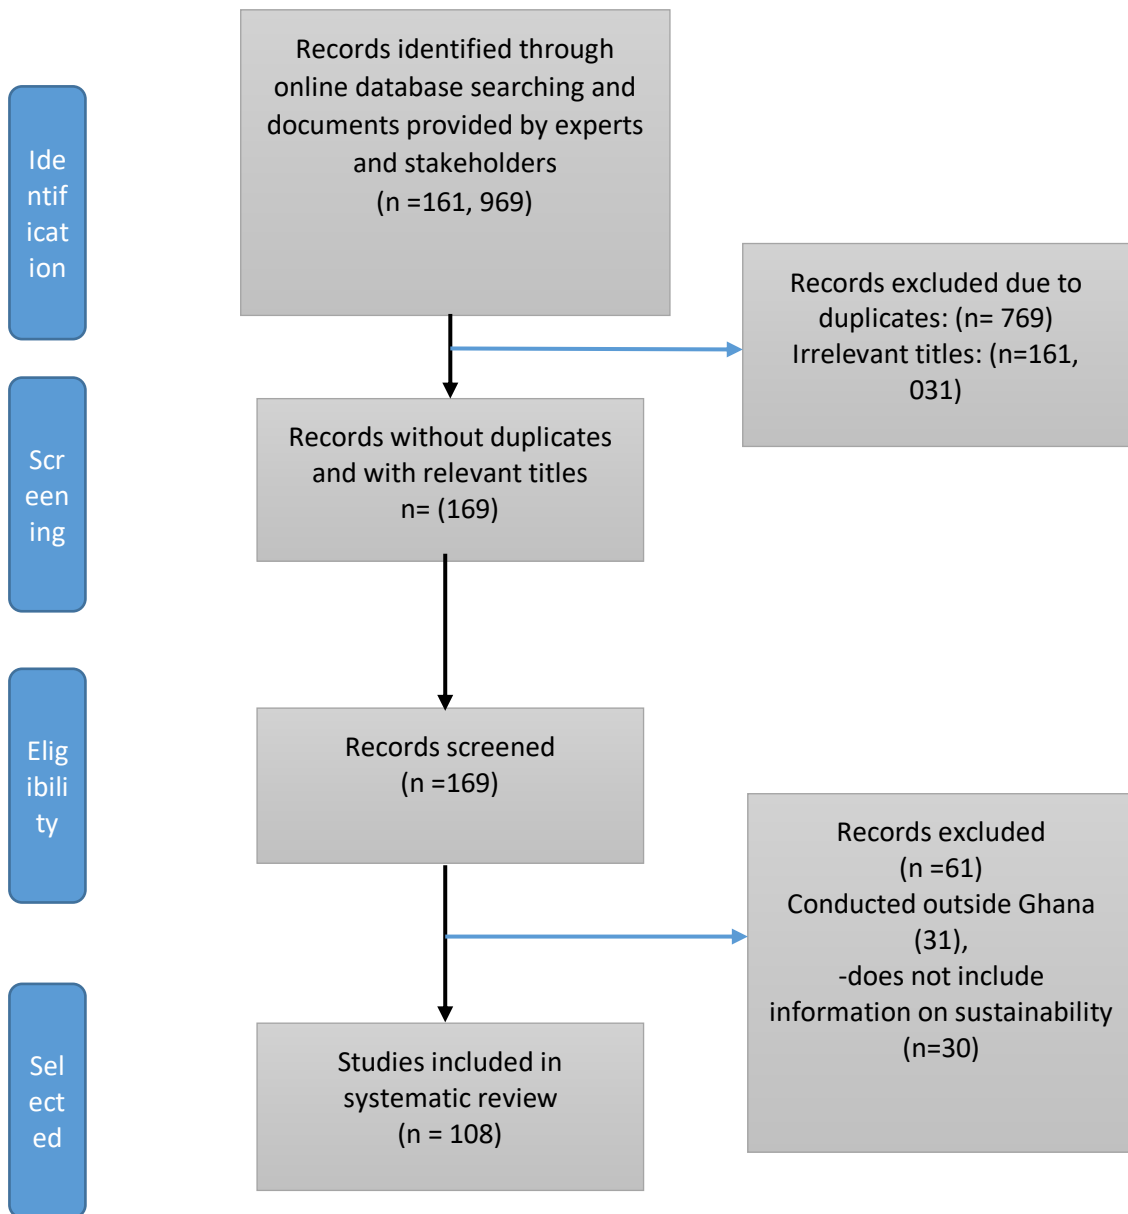 Ide
ntif
icat
ion
Records identified through
online database searching and
documents provided by experts
and stakeholders
(n =161, 969)
Records excluded due to
duplicates: (n= 769)
Irrelevant titles: (n=161,
031)
Scr
een
ing
Records without duplicates
and with relevant titles
n= (169)
Elig
ibili
ty
Records screened
(n =169)
Records excluded
(n =61)
Conducted outside Ghana
(31),
-does not include
information on sustainability
(n=30)
Sel
ect
ed
Studies included in
systematic review
(n = 108)